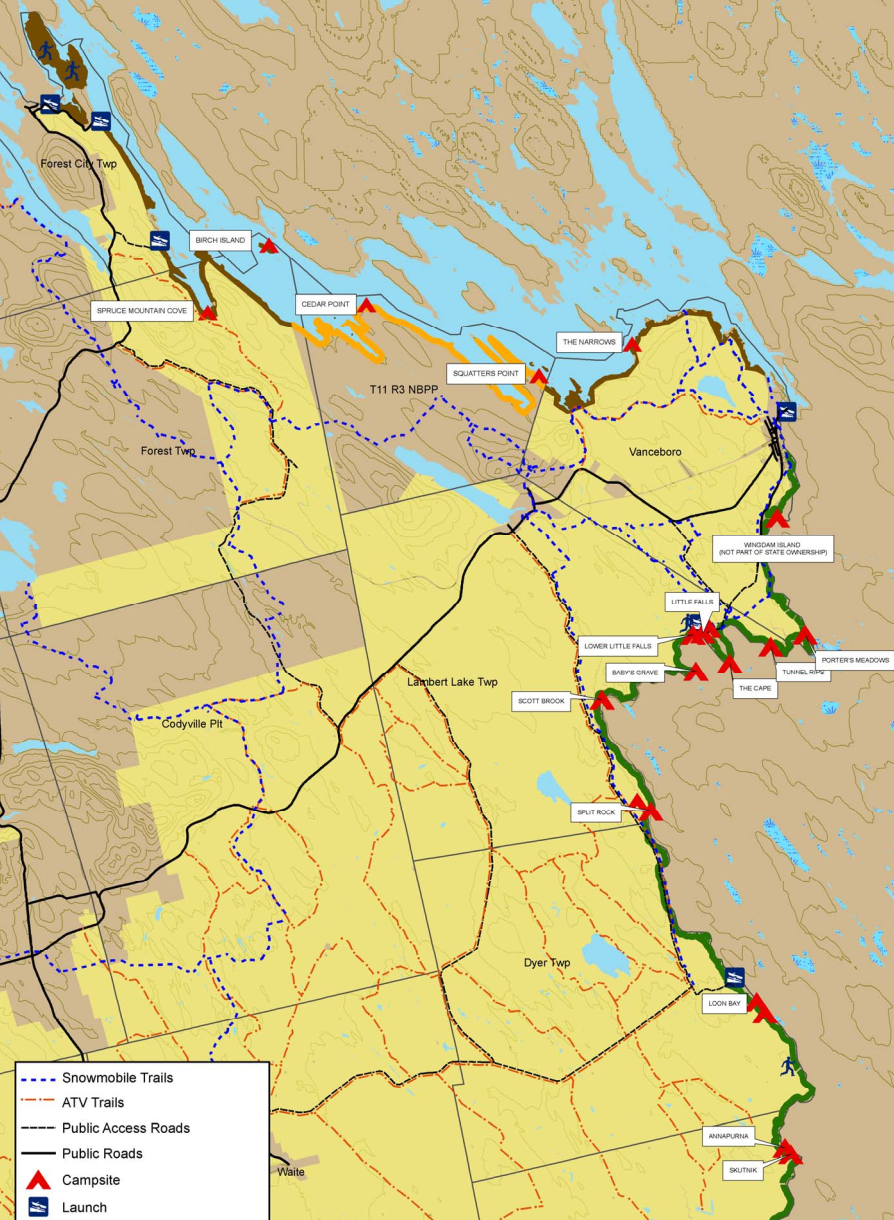 Forest City Twp
BIRCH ISLAND
CEDAR POINT
SPRUCE MOUNTAIN COVE
THE NARROWS
SQUATTERS POINT
T11 R3 NBPP
Forest Twp
Vanceboro
WINGDAM ISLAND
(NOT PART OF STATE OWNERSHIP)
LITTLE FALLS
LOWER LITTLE FALLS
PORTER'S MEADOWS
BABY'S GRAVE
TUNNEL RIPS
THE CAPE
Lambert Lake Twp
SCOTT BROOK
Codyville Plt
SPLIT ROCK
Dyer Twp
LOON BAY
Snowmobile Trails
ATV Trails
Public Access Roads
Public Roads
Campsite
Launch
ANNAPURNA
SKUTNIK
Waite